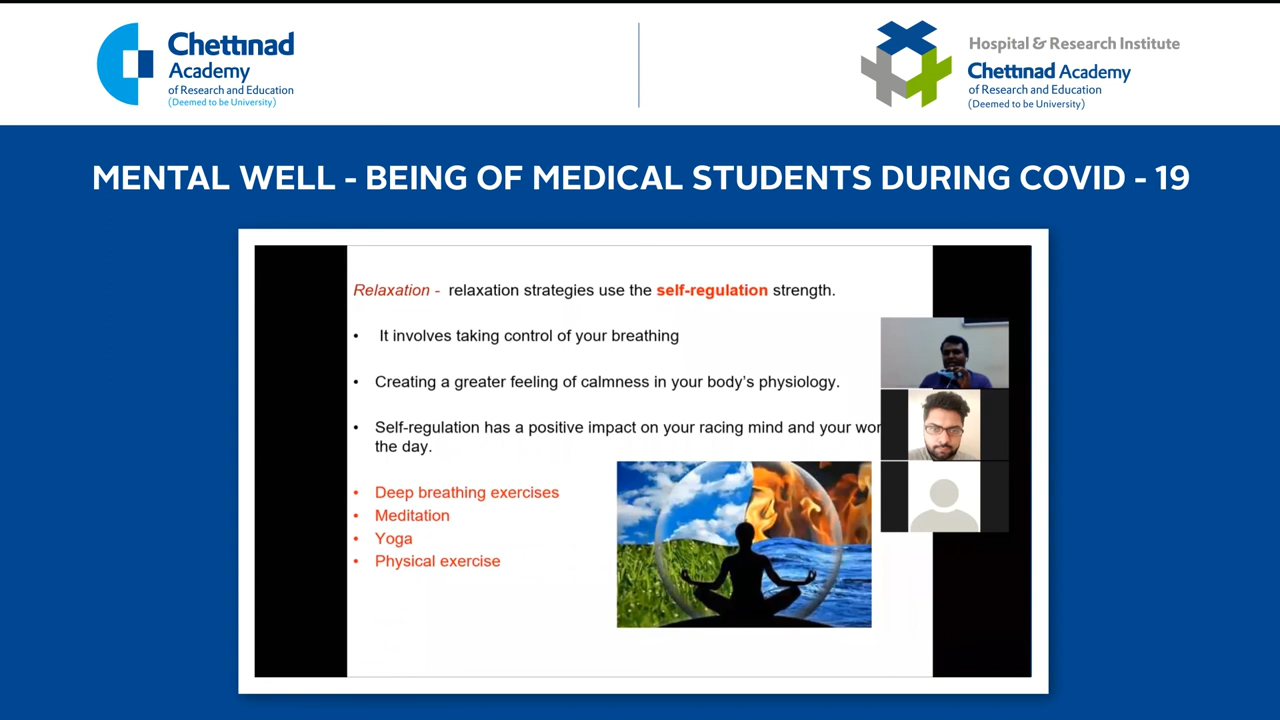 Chettinad
Academy
of Research and Education
(Deemed to be University)
Hospital & Research Institute
Chettinad Academy
of Research and Education
(Deemed to be University)
MENTAL WELL - BEING OF MEDICAL STUDENTS DURING COVID - 19
Relaxation - relaxation strategies use the self-regulation strength.
• It involves taking control of your breathing
• Creating a greater feeling of calmness in your body's physiology.
• Self-regulation has a positive impact on your racing mind and your
the day.
• Deep breathing exercises
• Meditation
• Yoga
• Physical exercise